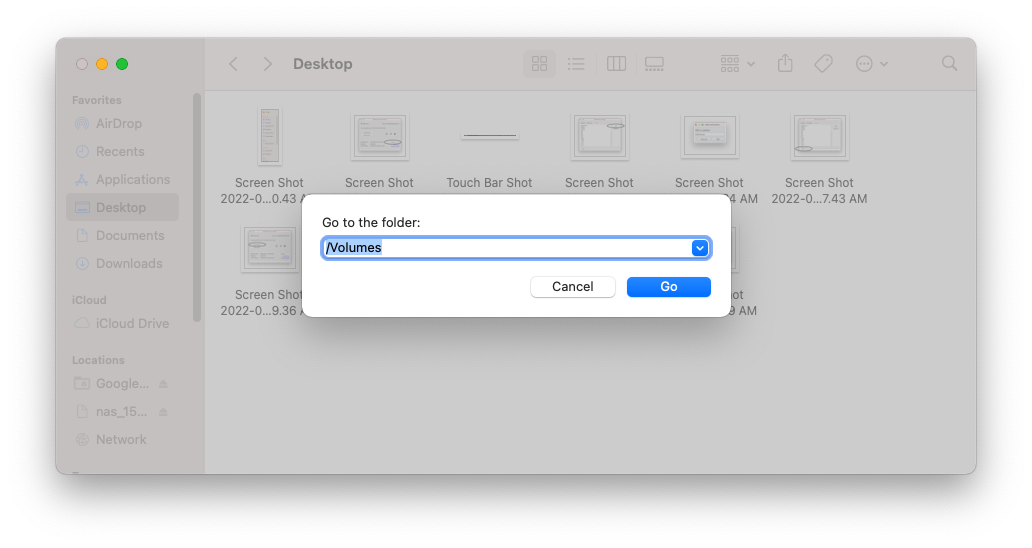 Desktop
Favorites
AirDrop
Recents
Applications
Desktop
Documents
Downloads
iCloud
iCloud Drive
Locations
Google...
nas_15...
Network
Screen Shot
2022-0...0.43
Screen Shot
Touch Bar Shot
Screen Shot
Screen Shot
4 AM
Screen Shot
2022-0...7.43 AM
Screen Shot
2022-0...9.36
ot
9 AM
Go to the folder:
/Volumes
Cancel
Go